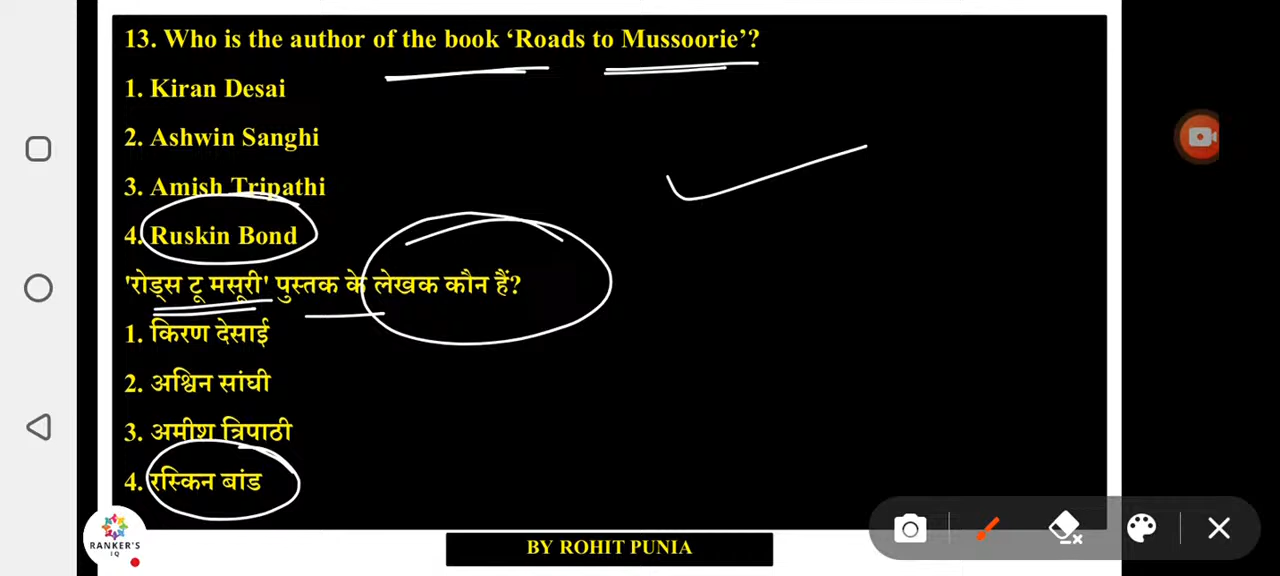 13. Who is the author of the book ‘Roads to Mussoorie’?
1. Kiran Desai
2. Ashwin Sanghi
3. Amish Tripathi
4. Ruskin Bond
'रोड्स टू मसूरी' पुस्तक के लेखक कौन हैं?
1. किरण देसाई
2. अश्विन सांघी
3. अमीश त्रिपाठी
4. रस्किन बांड
RANKER'S
IQ
BY ROHIT PUNIA